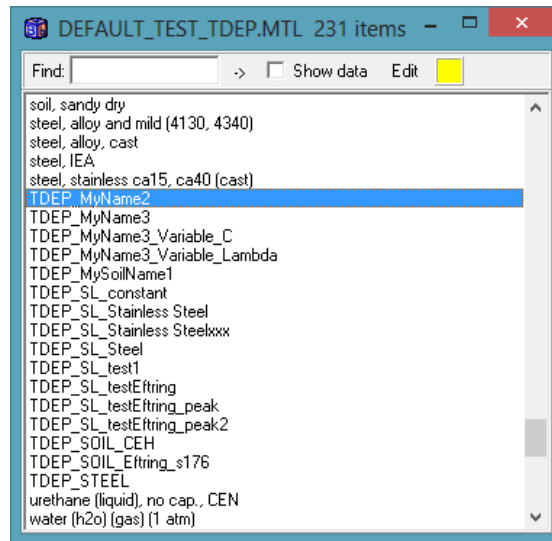 DEFAULT_TEST_TDEP.MTL 231 items
Find: -> Show data Edit
soil, sandy dry
steel, alloy and mild (4130, 4340)
steel, alloy, cast
steel, IEA
steel, stainless ca15, ca40 (cast)
TDEP_MyName2
TDEP_MyName3
TDEP_MyName3_Variable_C
TDEP_MyName3_Variable_Lambda
TDEP_MySoilName1
TDEP_SL_constant
TDEP_SL_Stainless Steel
TDEP_SL_Stainless Steelxxx
TDEP_SL_Steel
TDEP_SL_test1
TDEP_SL_testEftring
TDEP_SL_testEftring_peak
TDEP_SL_testEftring_peak2
TDEP_SOIL_CEH
TDEP_SOIL_Eftring_s176
TDEP_STEEL
urethane (liquid), no cap., CEN
water (h2o) (gas) (1 atm)